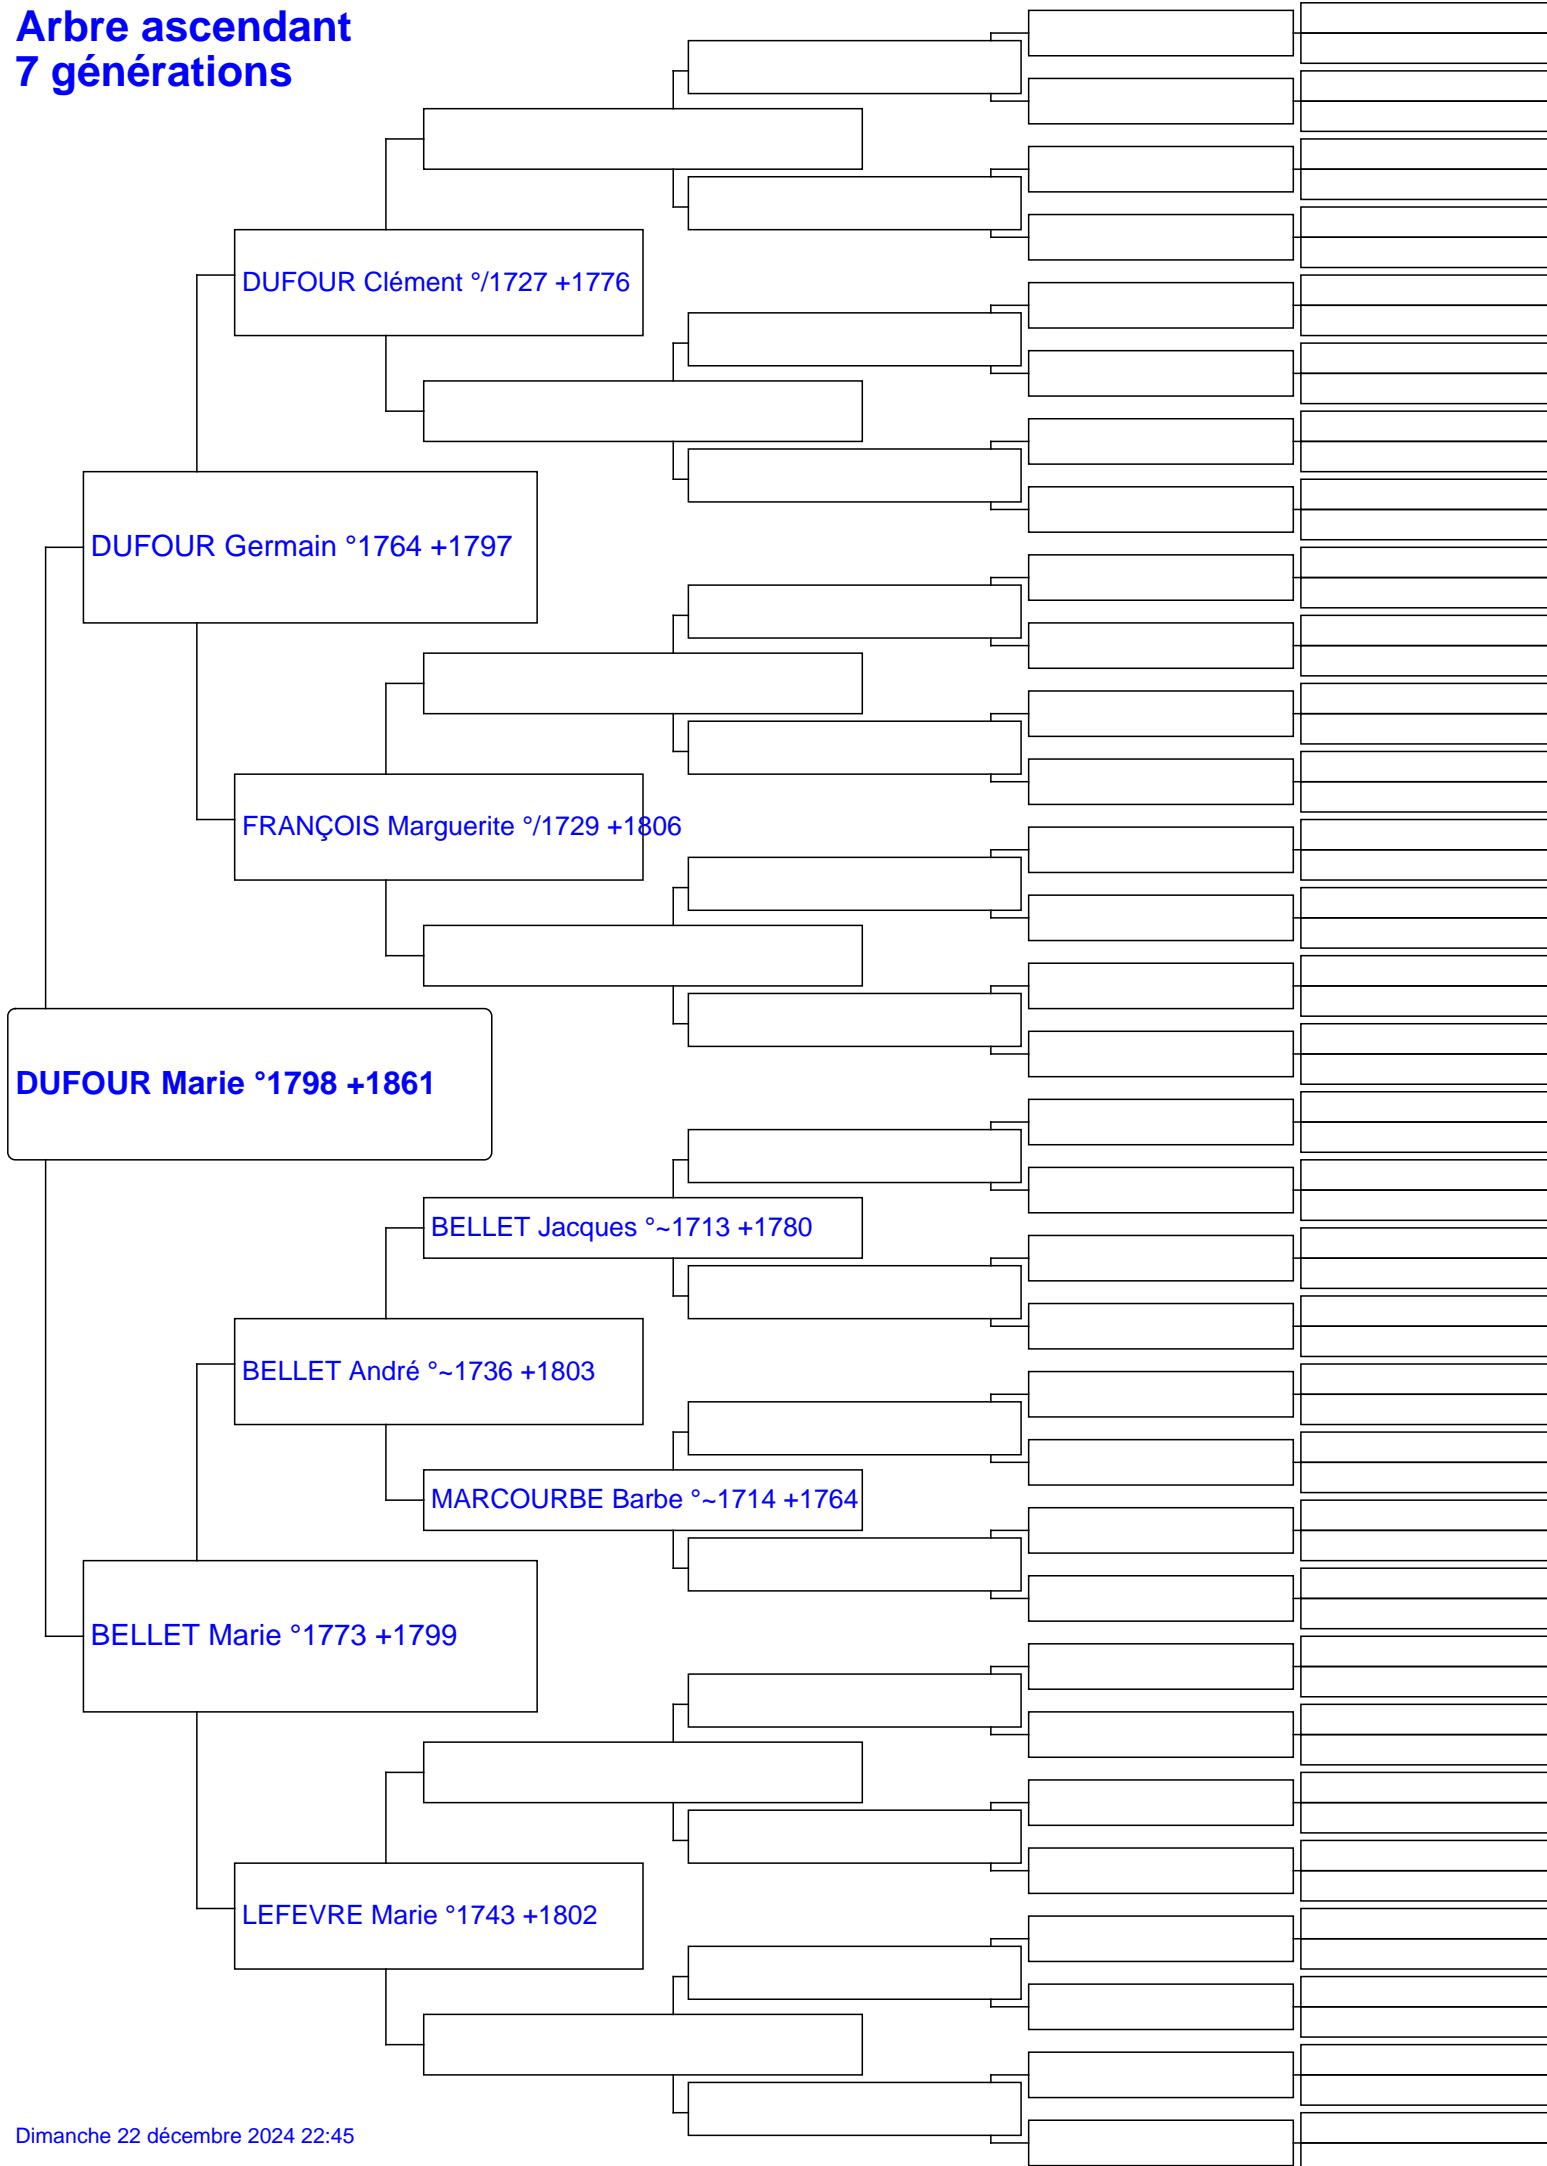 Arbre ascendant
7 générations
DUFOUR Clément °/1727 +1776
DUFOUR Germain °1764 +1797
FRANÇOIS Marguerite °/1729 +1806
DUFOUR Marie °1798 +1861
BELLET Jacques °~1713 +1780
BELLET André °~1736 +1803
MARCOURBE Barbe °~1714 +1764
BELLET Marie °1773 +1799
LEFEVRE Marie °1743 +1802
Dimanche 22 décembre 2024 22:45